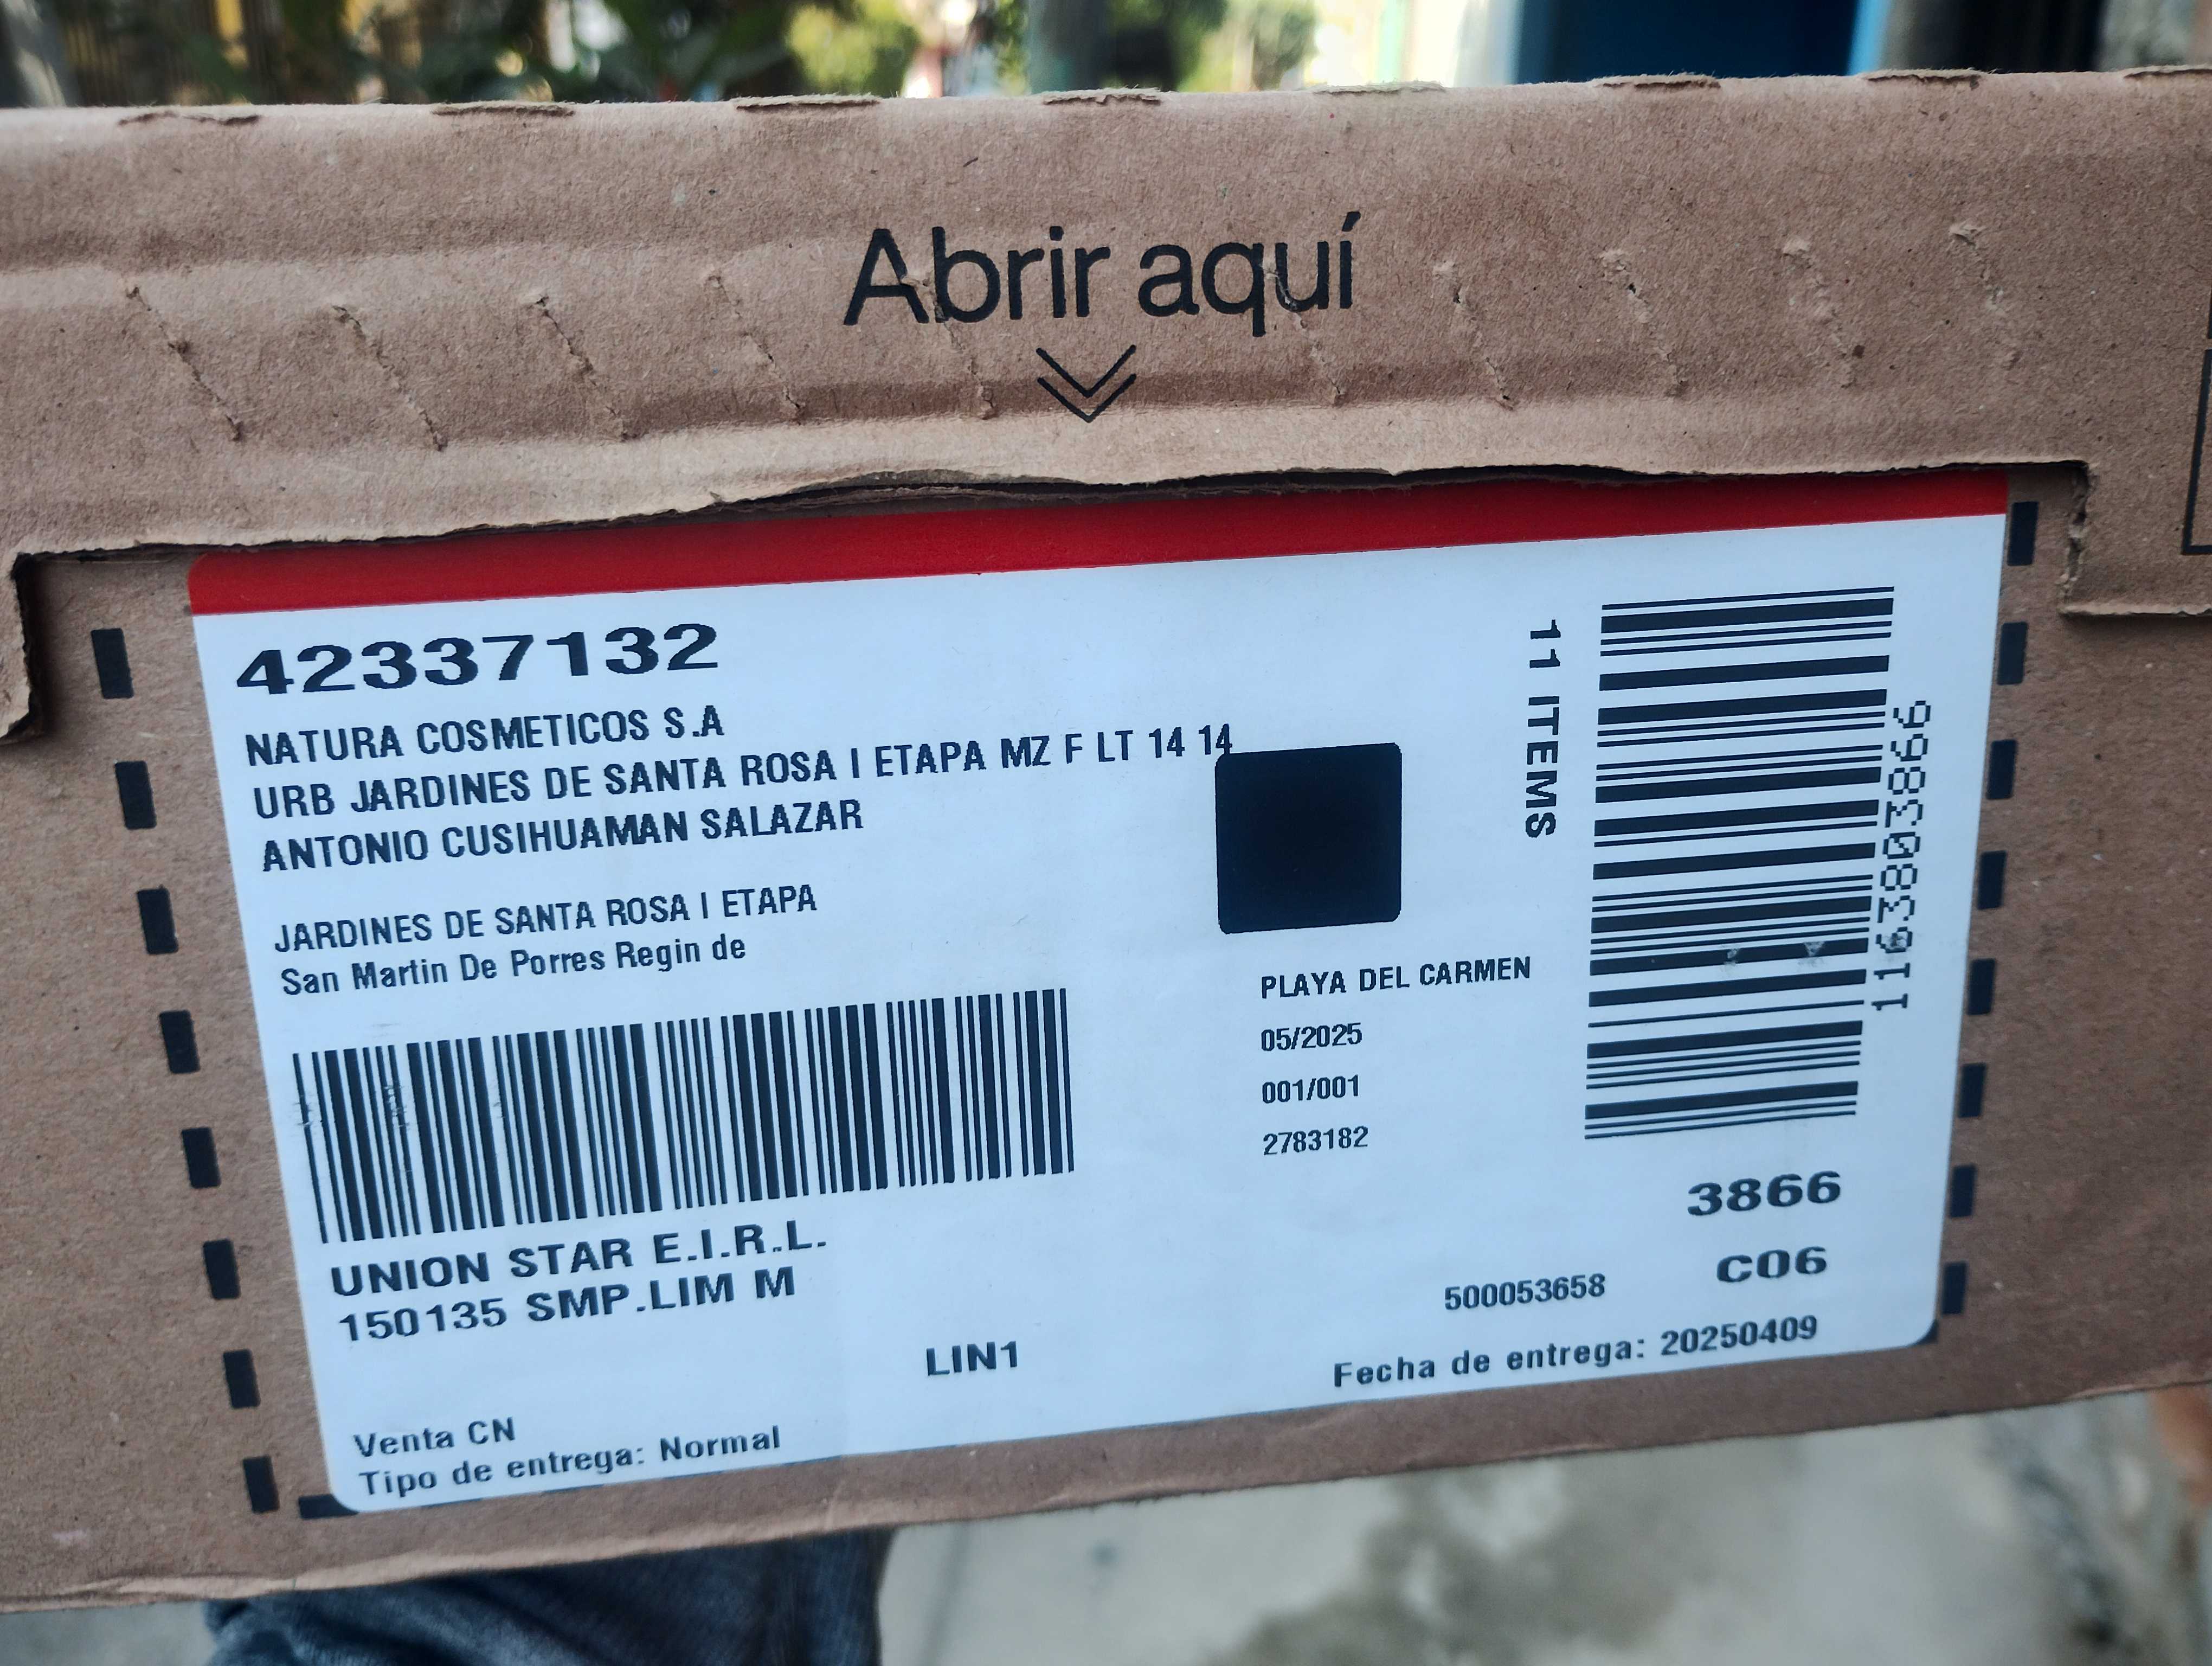 Abrir aquí
42337132
NATURA COSMETICOS S.A
URB JARDINES DE SANTA ROSA I ETAPA MZ F LT 14 14
ANTONIO CUSIHUAMAN SALAZAR
JARDINES DE SANTA ROSA I ETAPA
San Martin De Porres Regin de
UNION STAR E.I.R.L.
150135 SMP.LIM M
LIN1
Venta CN
Tipo de entrega: Normal
PLAYA DEL CARMEN
05/2025
001/001
2783182
11 ITEMS
1163803866
3866
C06
500053658
Fecha de entrega: 20250409